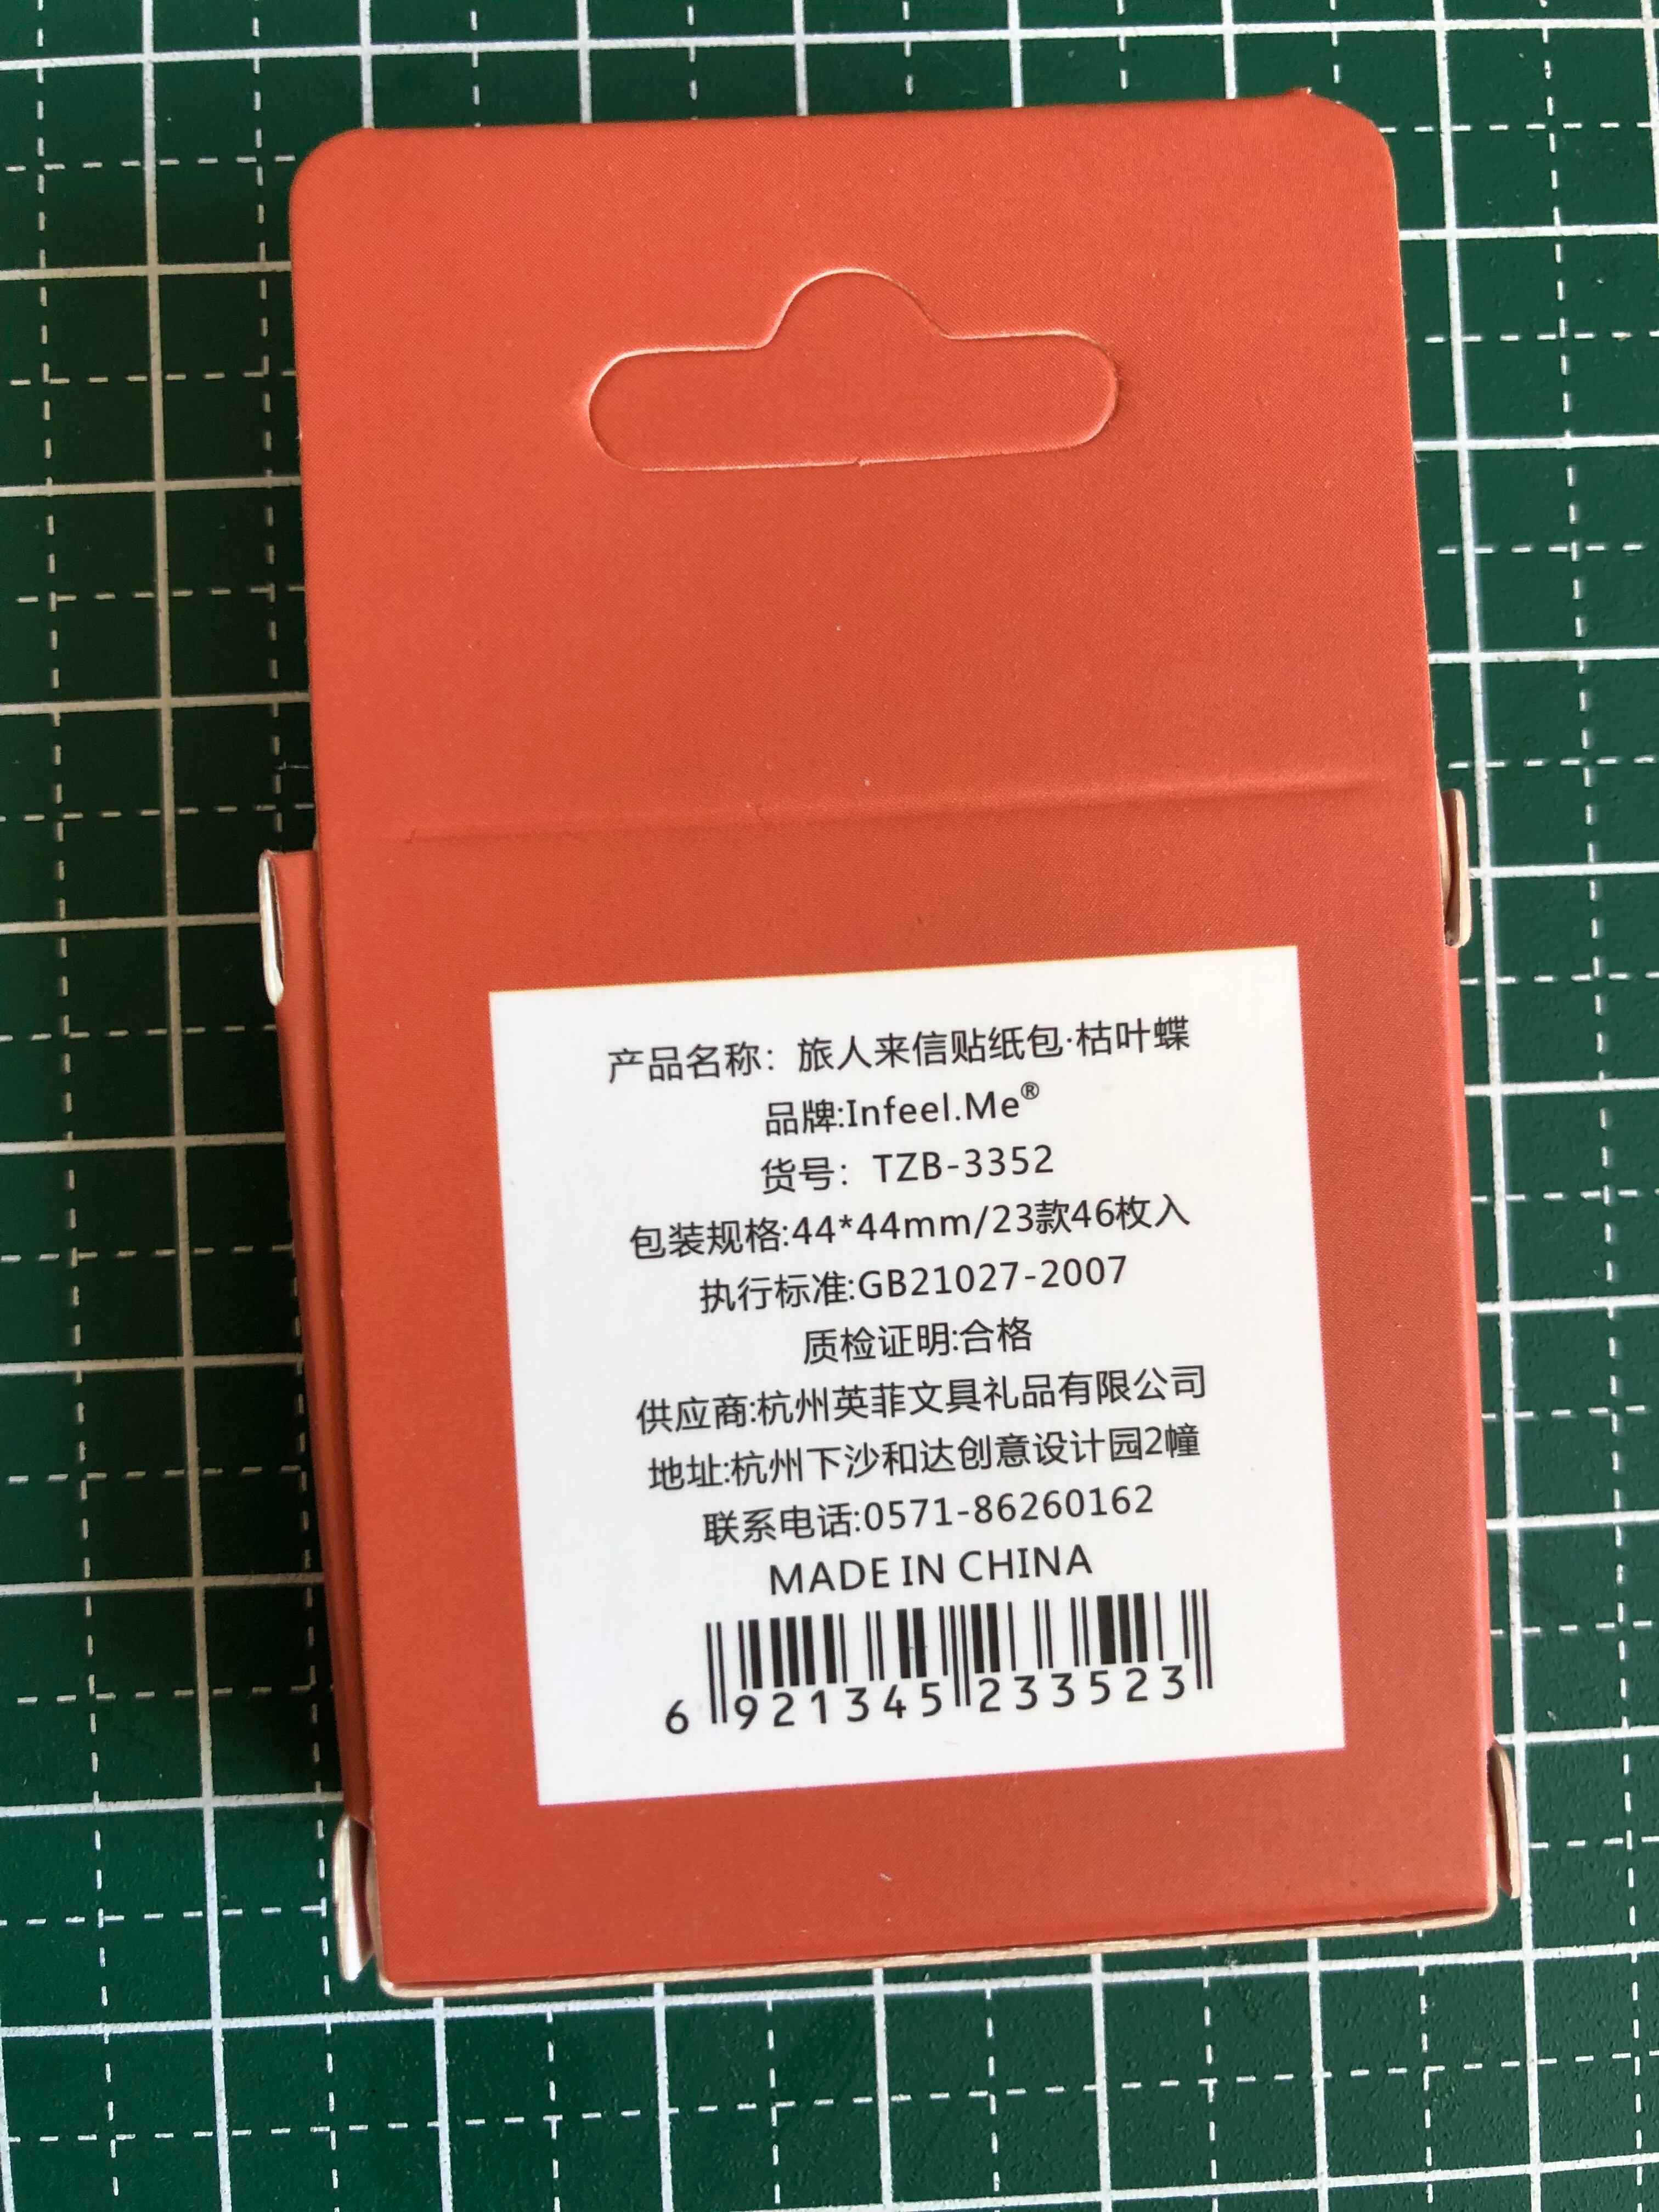 产品名称：旅人来信贴纸包·枯叶蝶
品牌:Infeel.Me®
货号：TZB-3352
包装规格:44*44mm/23款46枚入
执行标准:GB21027-2007
质检证明:合格
供应商:杭州英菲文具礼品有限公司
地址:杭州下沙和达创意设计园2幢
联系电话:0571-86260162
MADE IN CHINA
6 921345 233523